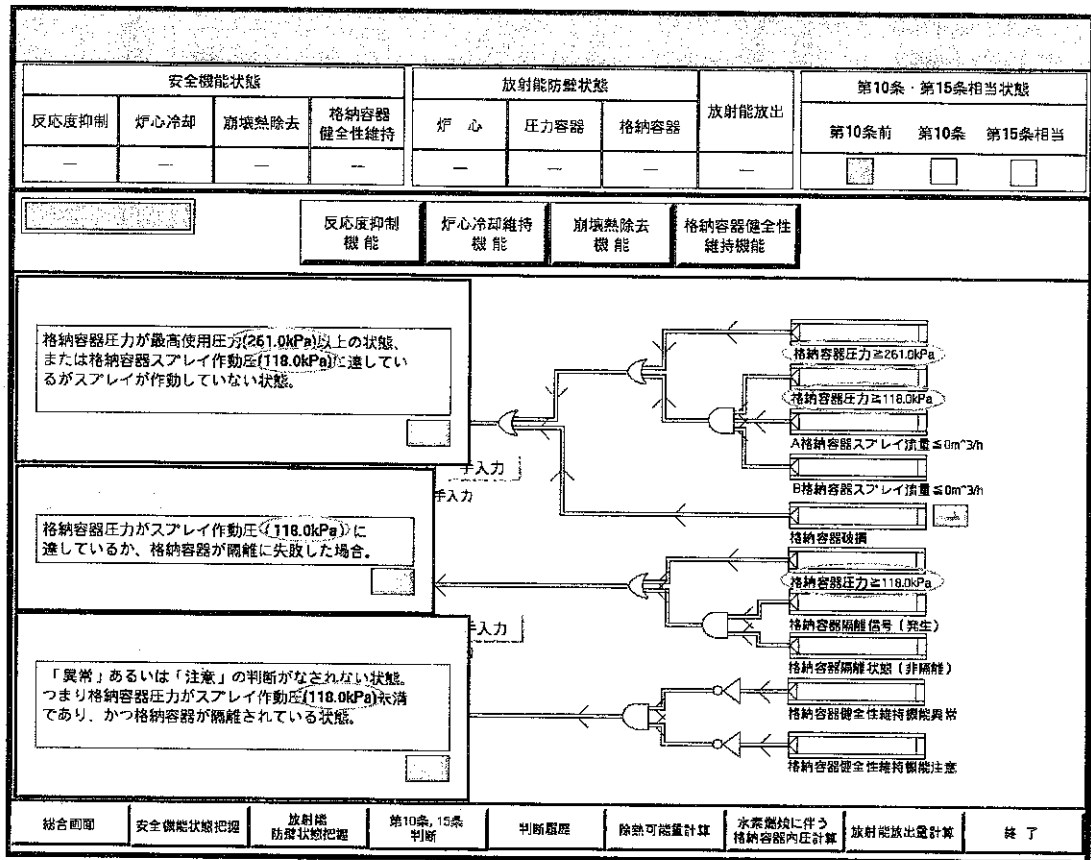 安全機能状態
放射能防壁状態
放射能放出
第10条・第15条相当状態
反応度抑制
炉心冷却
崩壊熱除去
格納容器
健全性維持
炉 心
圧力容器
格納容器
第10条前
第10条
第15条相当
—
—
—
—
—
—
—
—
反応度抑制
機 能
炉心冷却維持
機 能
崩壊熱除去
機 能
格納容器健全性
維持機能
格納容器圧力が最高使用圧力(261.0kPa)以上の状態、
または格納容器スプレイ作動圧(118.0kPa)に達してい
るがスプレイが作動していない状態。
格納容器圧力≧261.0kPa
格納容器圧力≧118.0kPa
A格納容器スプレイ流量≦0m^3/h
B格納容器スプレイ流量≦0m^3/h
手入力
手入力
格納容器破損
格納容器圧力がスプレイ作動圧(118.0kPa)に
達しているか、格納容器が隔離に失敗した場合。
格納容器圧力≧118.0kPa
格納容器隔離信号(発生)
格納容器隔離状態(非隔離)
手入力
「異常」あるいは「注意」の判断がなされない状態。
つまり格納容器圧力がスプレイ作動圧(118.0kPa)未満
であり、かつ格納容器が隔離されている状態。
格納容器健全性維持機能異常
格納容器健全性維持機能注意
総合画面
安全機能状態把握
放射能
防壁状態把握
第10条,15条
判断
判断履歴
除熱可能量計算
水素燃焼に伴う
格納容器内圧計算
放射能放出量計算
終 了